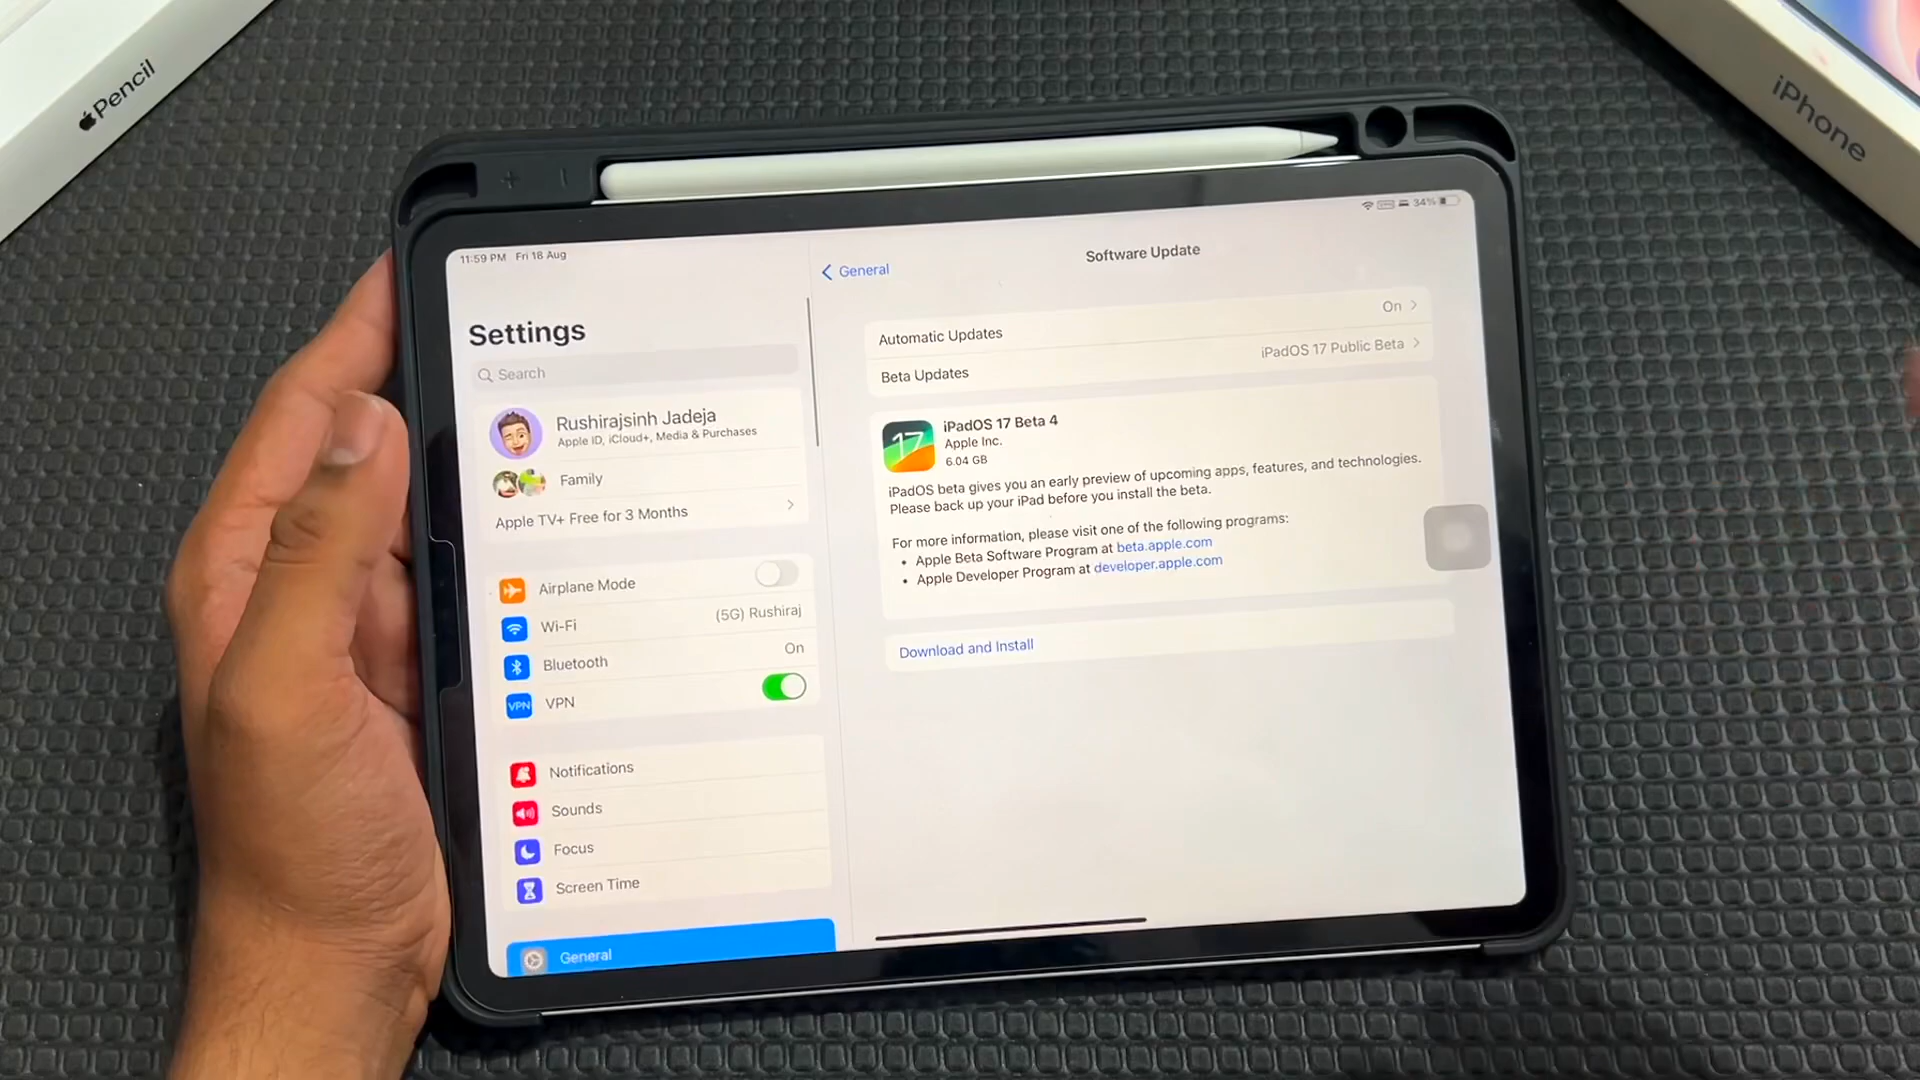 Pencil
iPhone
11:59 PM Fri 18 Aug
34%
Settings
Search
Rushirajsinh Jadeja
Apple ID, iCloud+, Media & Purchases
Family
Apple TV+ Free for 3 Months
Airplane Mode
Wi-Fi
(5G) Rushiraj
Bluetooth
On
VPN
VPN
Notifications
Sounds
Focus
Screen Time
General
General
Software Update
Automatic Updates
On
Beta Updates
iPadOS 17 Public Beta
17
iPadOS 17 Beta 4
Apple Inc.
6.04 GB
iPadOS beta gives you an early preview of upcoming apps, features, and technologies.
Please back up your iPad before you install the beta.
For more information, please visit one of the following programs:
• Apple Beta Software Program at beta.apple.com
• Apple Developer Program at developer.apple.com
Download and Install